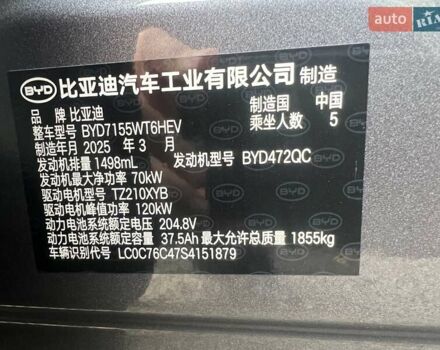 AUTO RIA
BYD 比亚迪汽车工业有限公司 制造
品 牌 比亚迪 制造国 中国
整车型号 BYD7155WT6HEV 乘坐人数 5
制造年月 2025 年 3 月
发动机排量 1498mL 发动机型号 BYD472QC
发动机最大净功率 70kW
驱动电机型号 TZ210XYB
驱动电机峰值功率 120kW
动力电池系统额定电压 204.8V
动力电池系统额定容量 37.5Ah 最大允许总质量 1855kg
车辆识别代号 LC0C76C47S4151879